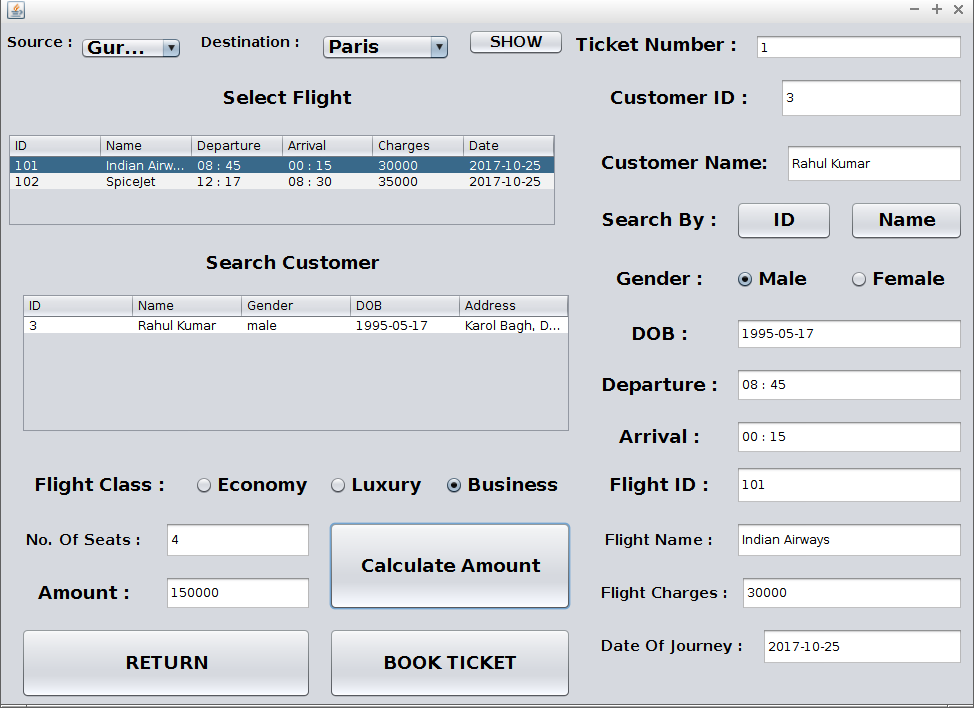 Source : Gur... Destination : Paris SHOW Ticket Number : 1
Select Flight
Customer ID : 3
ID Name Departure Arrival Charges Date
101 Indian Airw... 08 : 45 00 : 15 30000 2017-10-25
102 SpiceJet 12 : 17 08 : 30 35000 2017-10-25
Customer Name: Rahul Kumar
Search By : ID Name
Search Customer
Gender : Male Female
ID Name Gender DOB Address
3 Rahul Kumar male 1995-05-17 Karol Bagh, D...
DOB : 1995-05-17
Departure : 08 : 45
Arrival : 00 : 15
Flight Class : Economy Luxury Business
Flight ID : 101
No. Of Seats : 4
Calculate Amount
Flight Name : Indian Airways
Amount : 150000
Flight Charges : 30000
Date Of Journey : 2017-10-25
RETURN BOOK TICKET